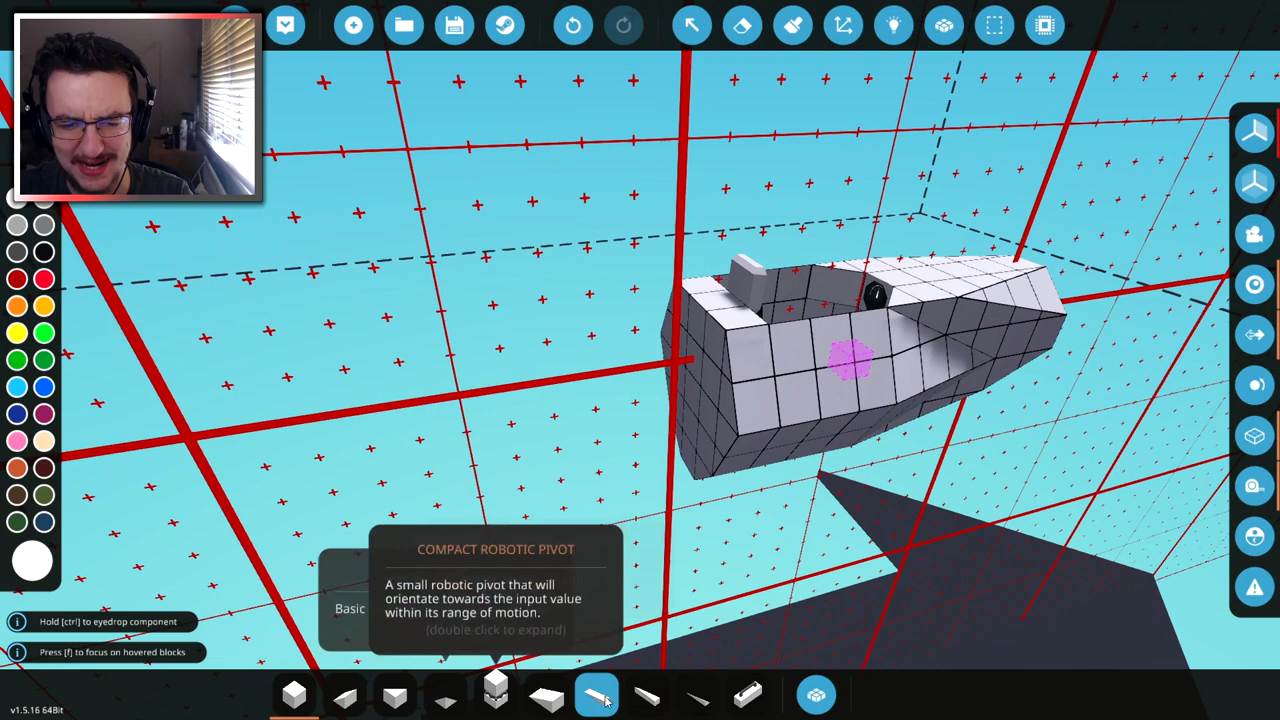 COMPACT ROBOTIC PIVOT
A small robotic pivot that will
orientate towards the input value
within its range of motion.
(double-click to expand)
Basic
Hold [ctrl] to eyedrop component
Press [f] to focus on hovered blocks
v1.5.16 64Bit